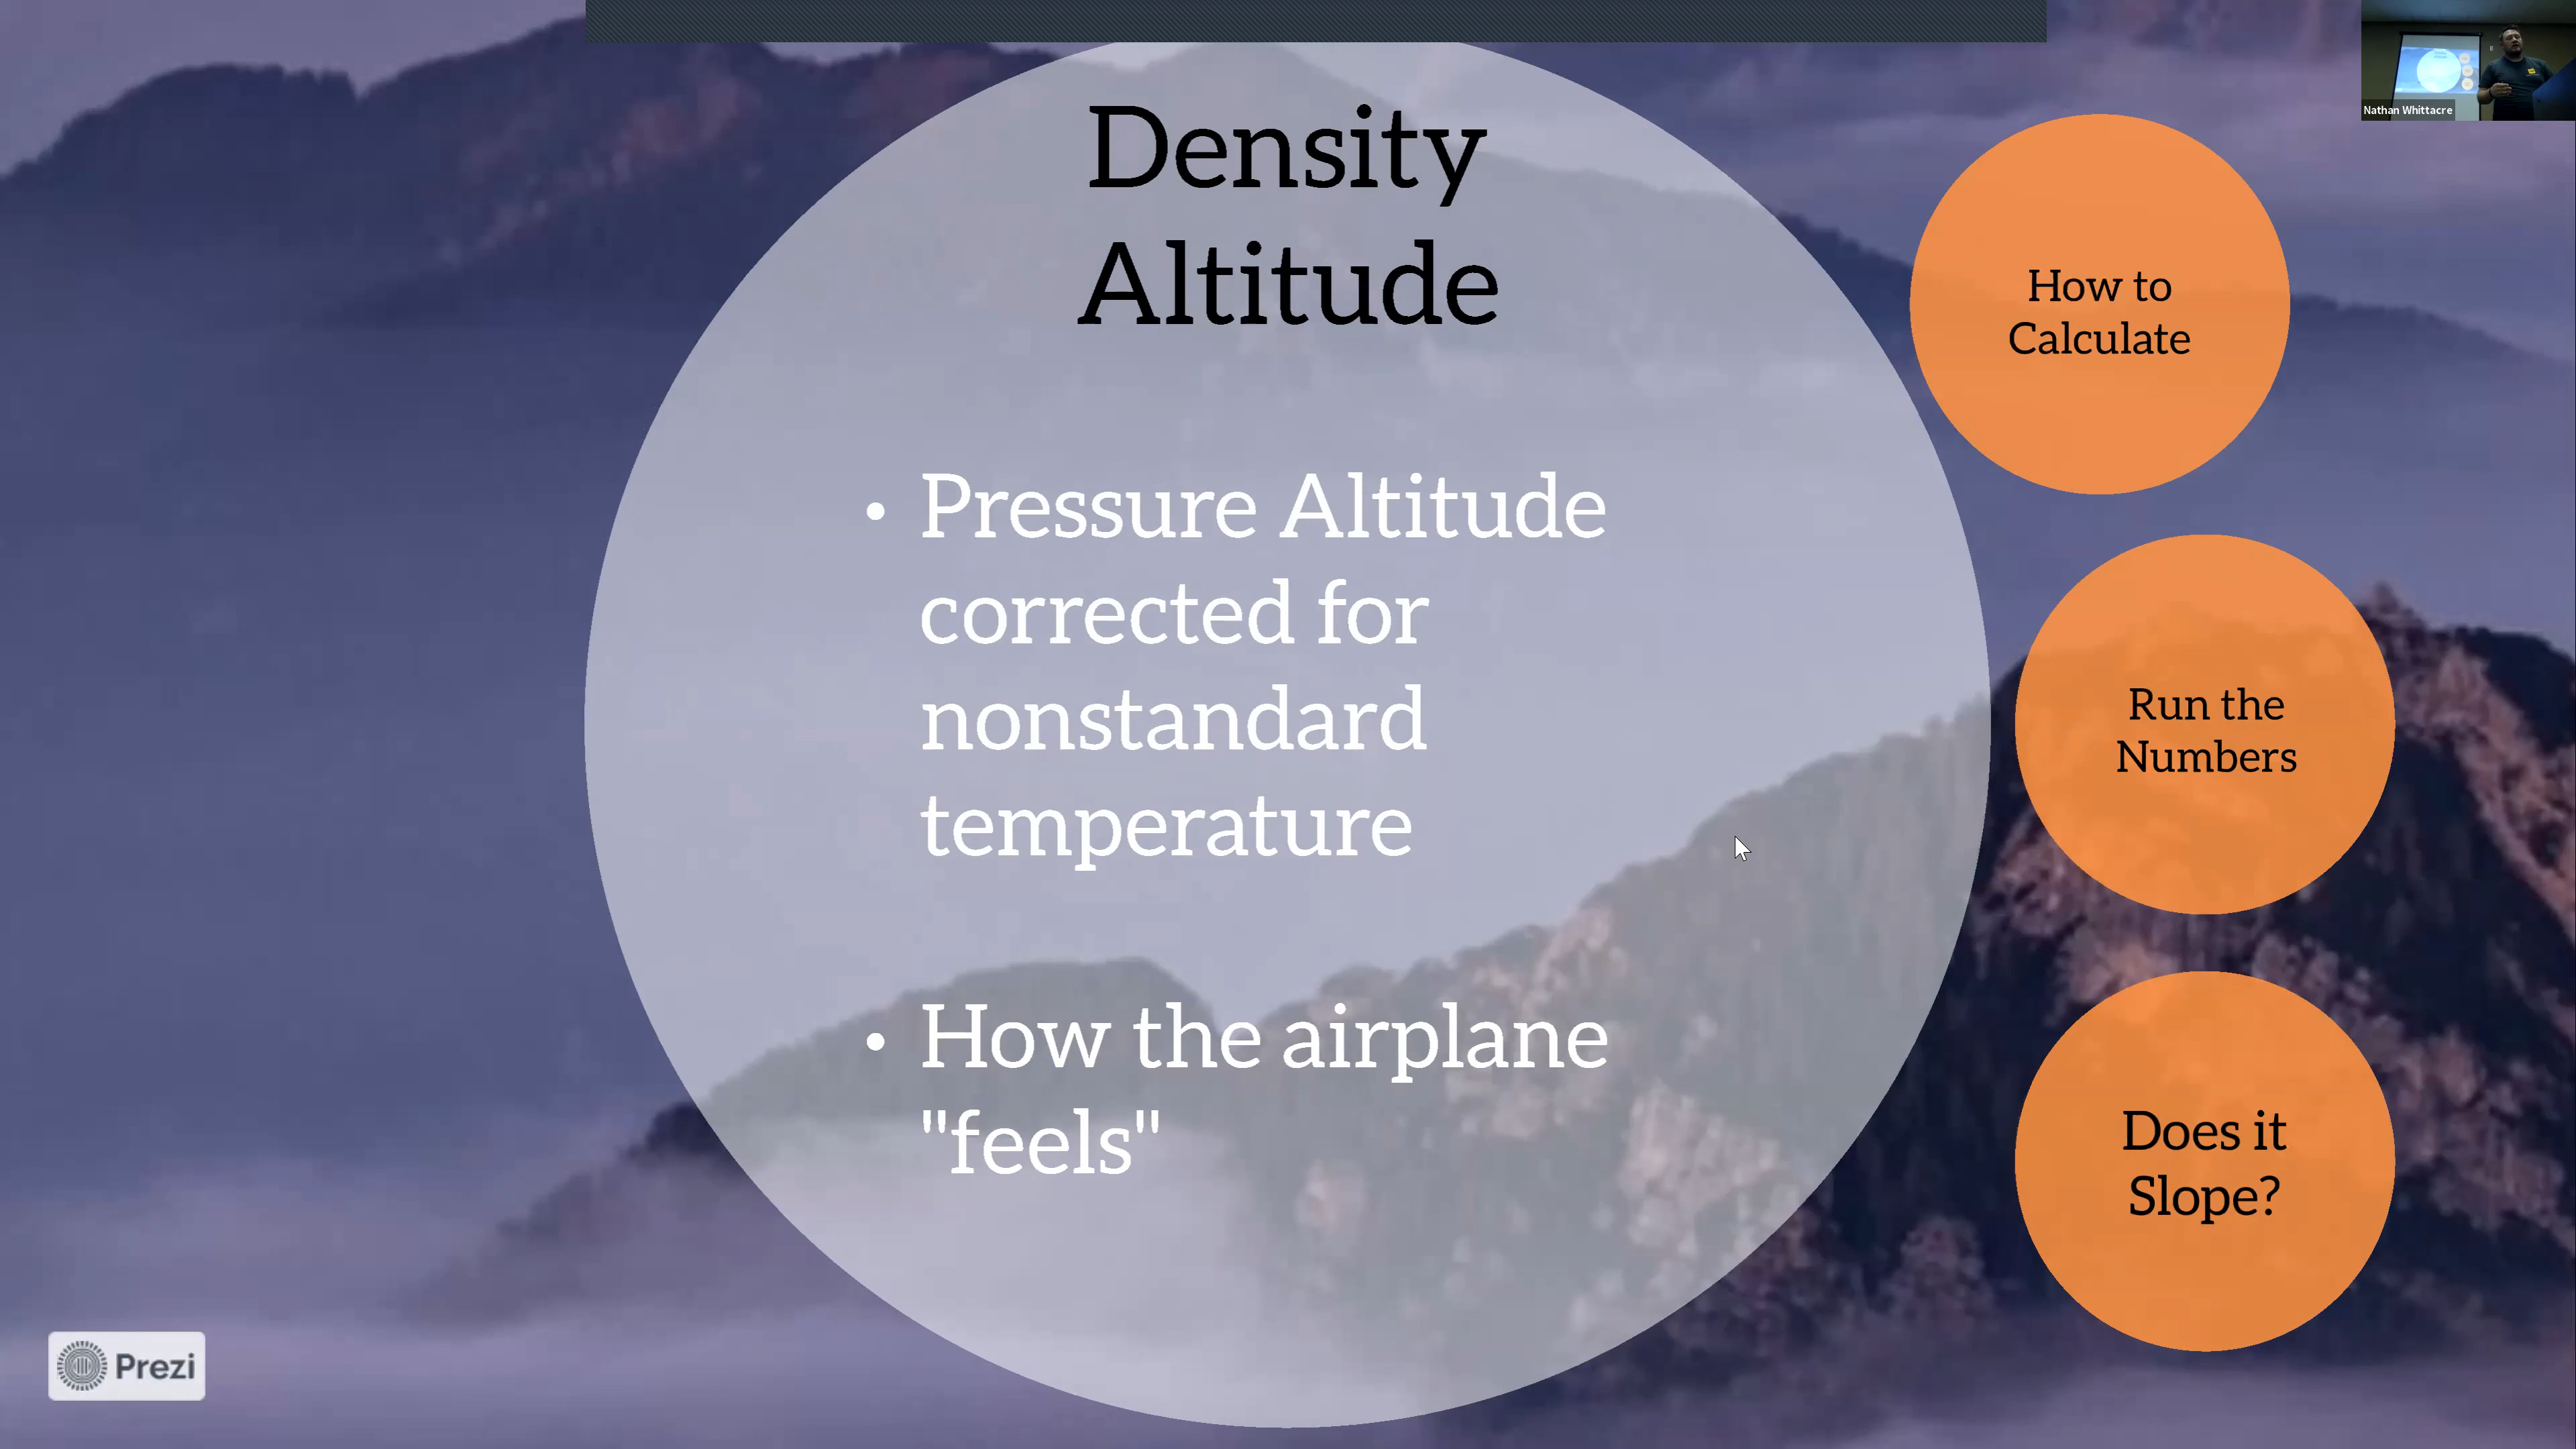 Density
Altitude
• Pressure Altitude
corrected for
nonstandard
temperature
• How the airplane
"feels"
How to
Calculate
Run the
Numbers
Does it
Slope?
Nathan Whittacre
Prezi